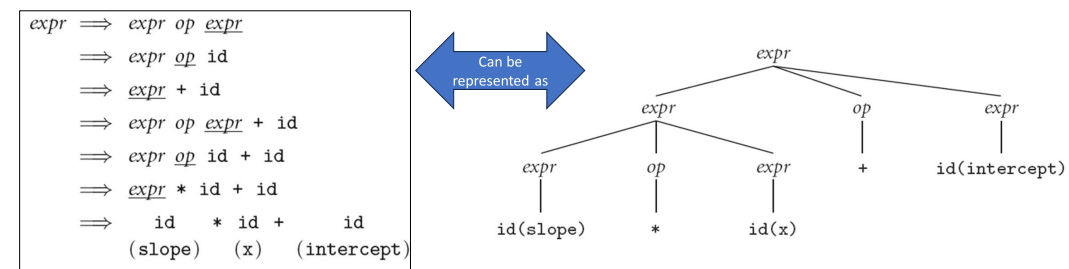 expr ⟹ expr op expr
⟹ expr op id
⟹ expr + id
⟹ expr op expr + id
⟹ expr op id + id
⟹ expr * id + id
⟹ id * id + id
(slope) (x) (intercept)
Can be
represented as
expr
expr op expr
expr op expr + id(intercept)
id(slope) * id(x)